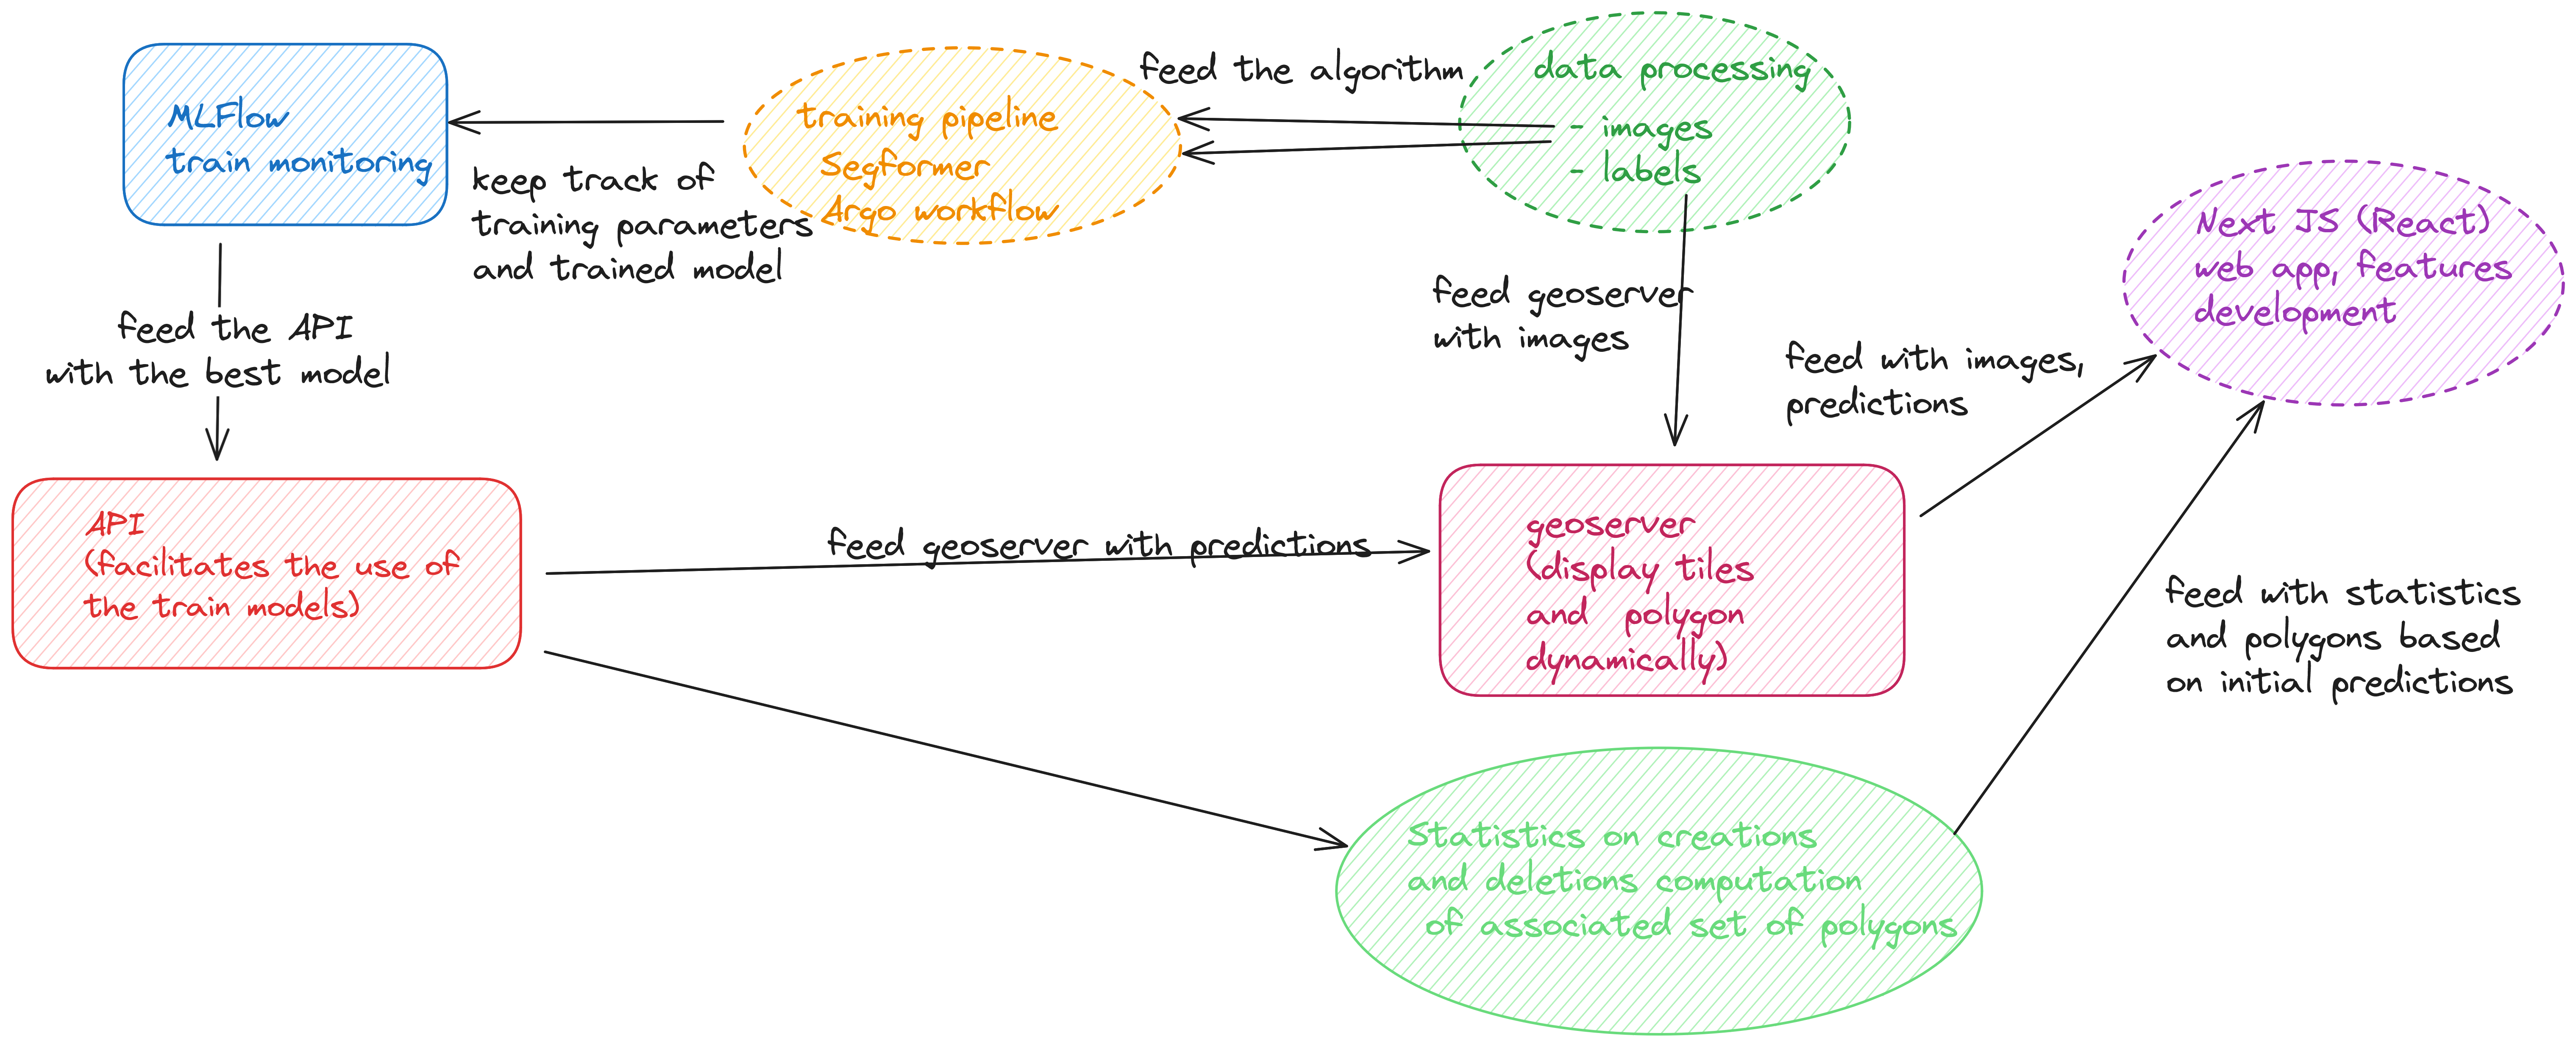 MLFlow
train monitoring
keep track of
training parameters
and trained model
training pipeline
Segformer
Argo workflow
feed the algorithm
data processing
- images
- labels
feed geoserver
with images
feed the API
with the best model
API
(facilitates the use of
the train models)
feed geoserver with predictions
geoserver
(display tiles
and polygon
dynamically)
feed with images,
predictions
Next JS (React)
web app, features
development
feed with statistics
and polygons based
on initial predictions
Statistics on creations
and deletions computation
of associated set of polygons